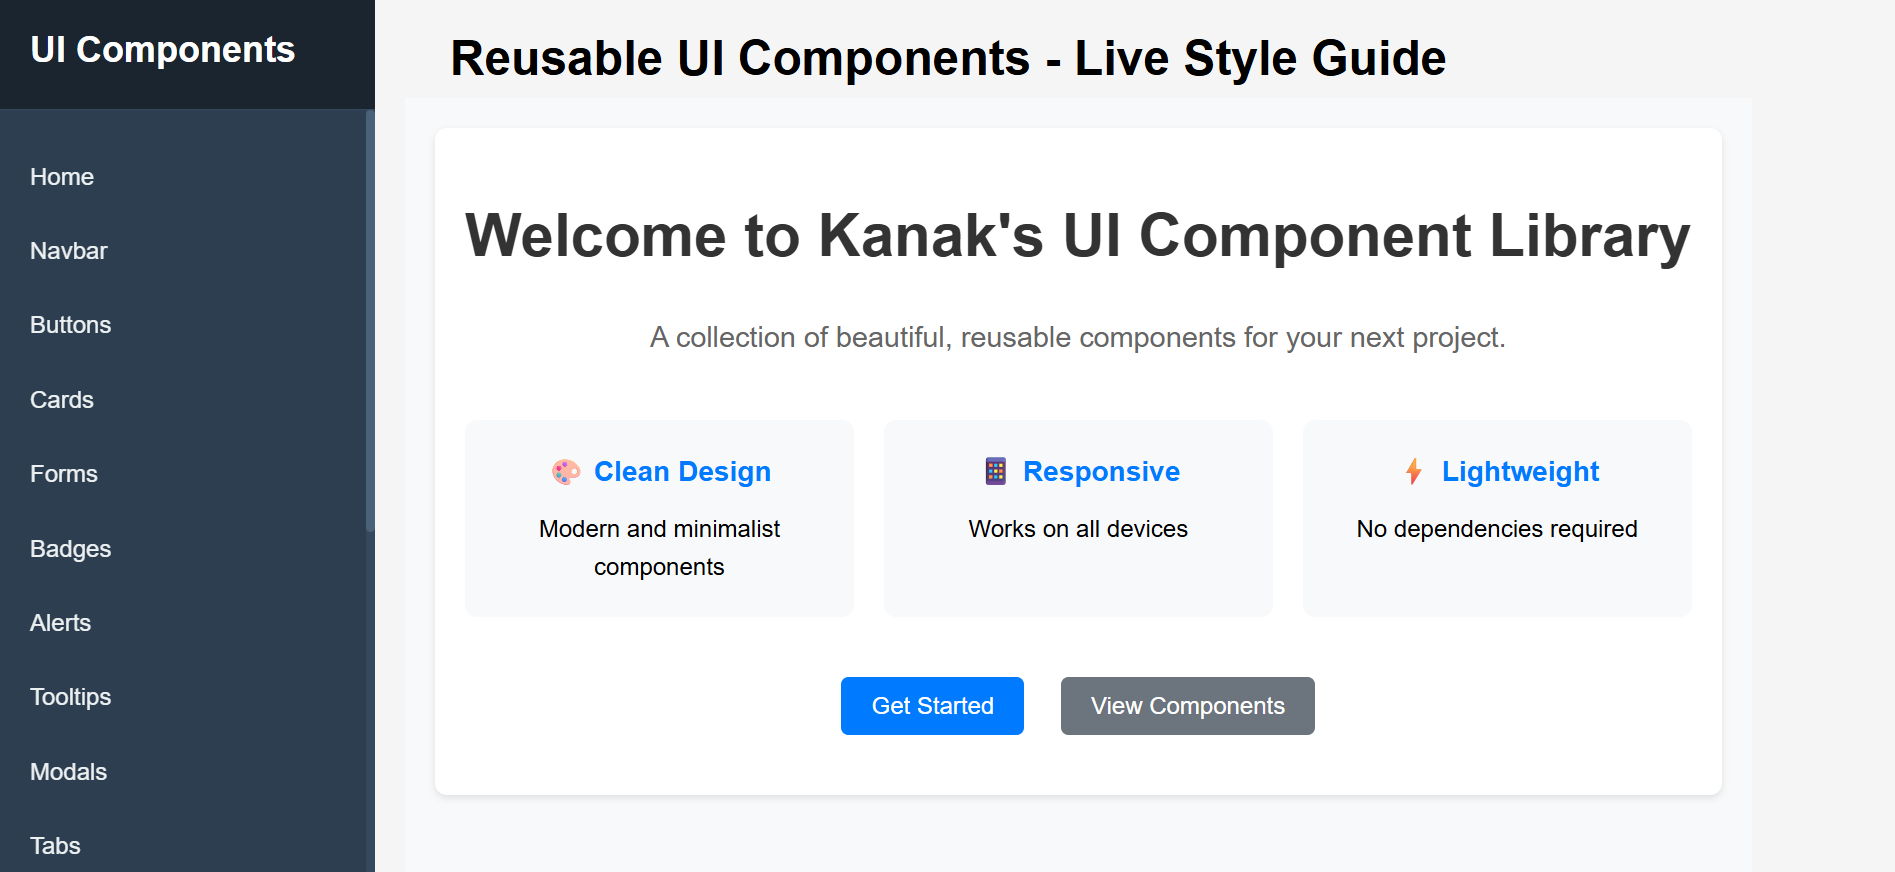 UI Components
Home
Navbar
Buttons
Cards
Forms
Badges
Alerts
Tooltips
Modals
Tabs
Reusable UI Components - Live Style Guide
Welcome to Kanak's UI Component Library
A collection of beautiful, reusable components for your next project.
Clean Design
Modern and minimalist
components
Responsive
Works on all devices
Lightweight
No dependencies required
Get Started
View Components